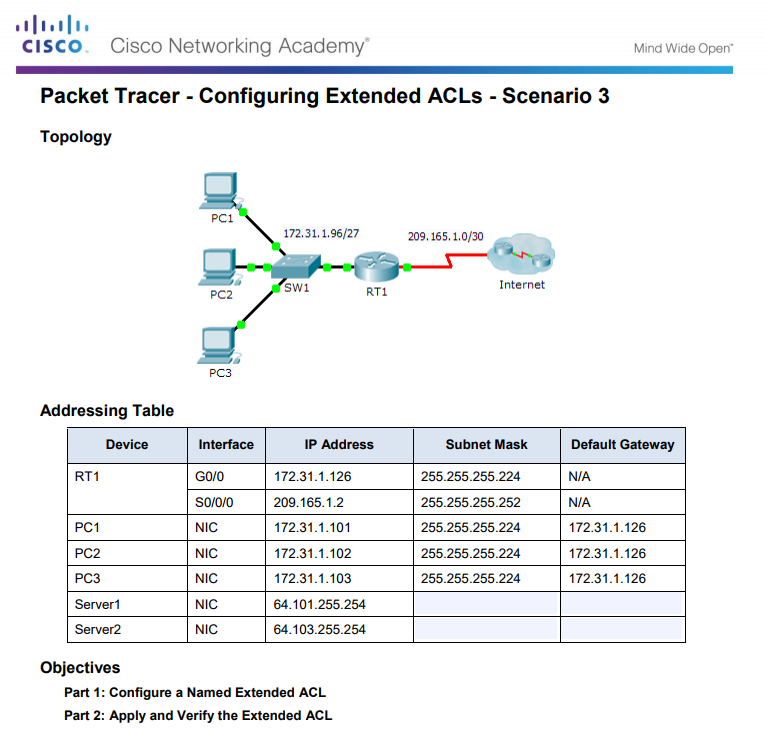 CISCO. Cisco Networking Academy® Mind Wide Open™
Packet Tracer - Configuring Extended ACLs - Scenario 3
Topology
PC1
172.31.1.96/27
209.165.1.0/30
PC2
SW1
RT1
Internet
PC3
Addressing Table
Device Interface IP Address Subnet Mask Default Gateway
RT1 G0/0 172.31.1.126 255.255.255.224 N/A
S0/0/0 209.165.1.2 255.255.255.252 N/A
PC1 NIC 172.31.1.101 255.255.255.224 172.31.1.126
PC2 NIC 172.31.1.102 255.255.255.224 172.31.1.126
PC3 NIC 172.31.1.103 255.255.255.224 172.31.1.126
Server1 NIC 64.101.255.254
Server2 NIC 64.103.255.254
Objectives
Part 1: Configure a Named Extended ACL
Part 2: Apply and Verify the Extended ACL